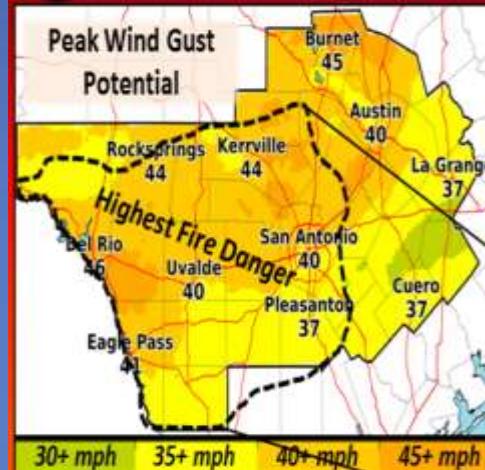 Peak Wind Gust
Potential
Burnet
45
Austin
40
Rocksprings
44
Kerrville
44
La Grang
37
Highest Fire Danger
Del Rio
46
San Antonio
40
Uvalde
40
Pleasanton
37
Cuero
37
Eagle Pass
41
30+ mph 35+ mph 40+ mph 45+ mph